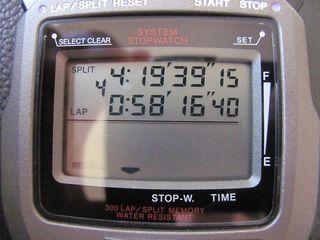 LAP/SPLIT RESET START STOP
SYSTEM
STOPWATCH
SELECT CLEAR SET
SPLIT 4:19'39"15
4
LAP 0:58'16"40
F
E
RECALL
STOP-W. TIME
300 LAP/SPLIT MEMORY
WATER RESISTANT